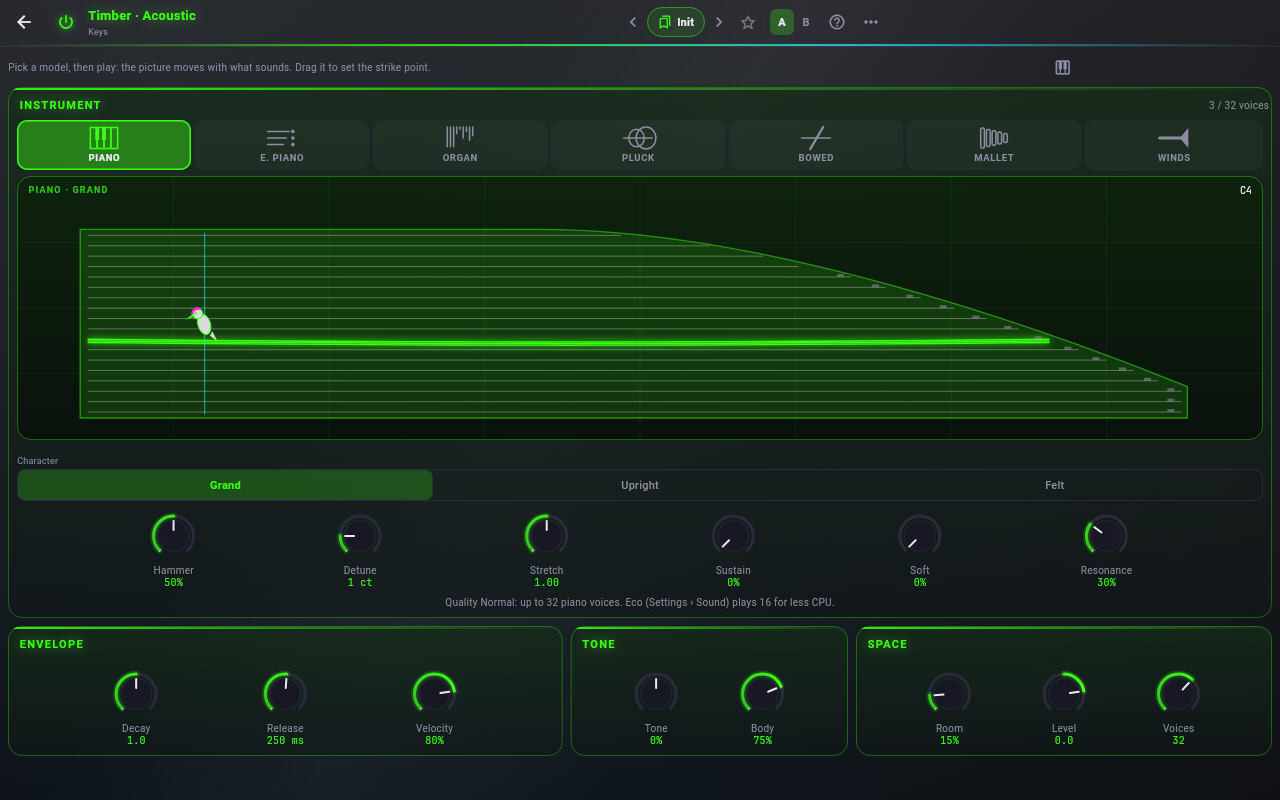 Timber · Acoustic
Keys
Init
A
B
Pick a model, then play: the picture moves with what sounds. Drag it to set the strike point.
INSTRUMENT
3 / 32 voices
PIANO
E. PIANO
ORGAN
PLUCK
BOWED
MALLET
WINDS
PIANO · GRAND
C4
Character
Grand
Upright
Felt
Hammer
Detune
Stretch
Sustain
Soft
Resonance
50%
1 ct
1.00
0%
0%
30%
Quality Normal: up to 32 piano voices. Eco (Settings › Sound) plays 16 for less CPU.
ENVELOPE
Decay
Release
Velocity
1.0
250 ms
80%
TONE
Tone
Body
0%
75%
SPACE
Room
Level
Voices
15%
0.0
32